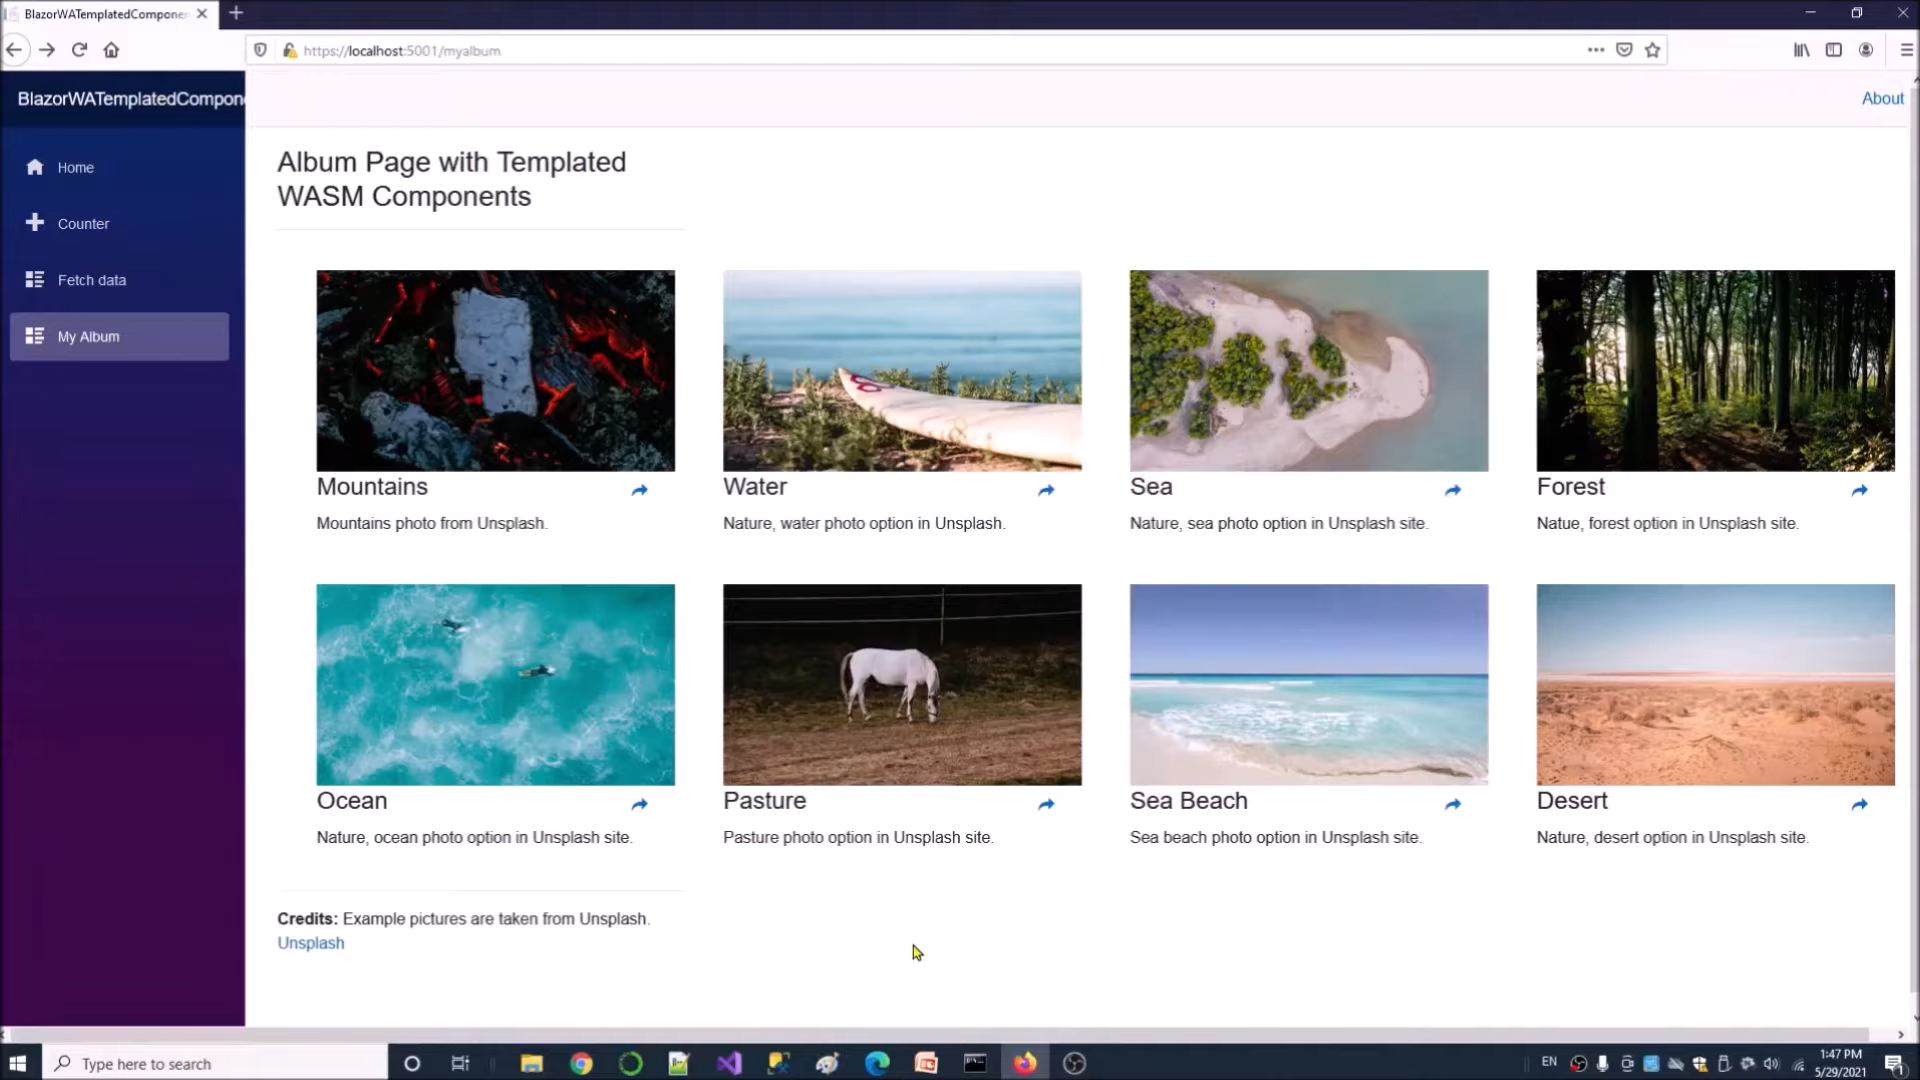 BlazorWATemplatedCompone
https://localhost:5001/myalbum
BlazorWATemplatedCompon
About
Home
Counter
Fetch data
My Album
Album Page with Templated
WASM Components
Mountains
Mountains photo from Unsplash.
Water
Nature, water photo option in Unsplash.
Sea
Nature, sea photo option in Unsplash site.
Forest
Natue, forest option in Unsplash site.
Ocean
Nature, ocean photo option in Unsplash site.
Pasture
Pasture photo option in Unsplash site.
Sea Beach
Sea beach photo option in Unsplash site.
Desert
Nature, desert option in Unsplash site.
Credits: Example pictures are taken from Unsplash.
Unsplash
Type here to search
EN
1:47 PM
5/29/2021